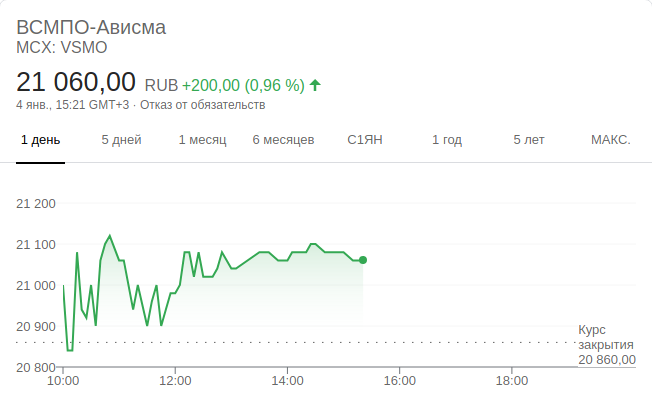 ВСМПО-Ависма
MCX: VSMO
21 060,00 RUB +200,00 (0,96 %)
4 янв., 15:21 GMT+3 · Отказ от обязательств
1 день 5 дней 1 месяц 6 месяцев С1ЯН 1 год 5 лет МАКС.
21 200
21 100
21 000
20 900
Курс
закрытия
20 860,00
20 800
10:00 12:00 14:00 16:00 18:00